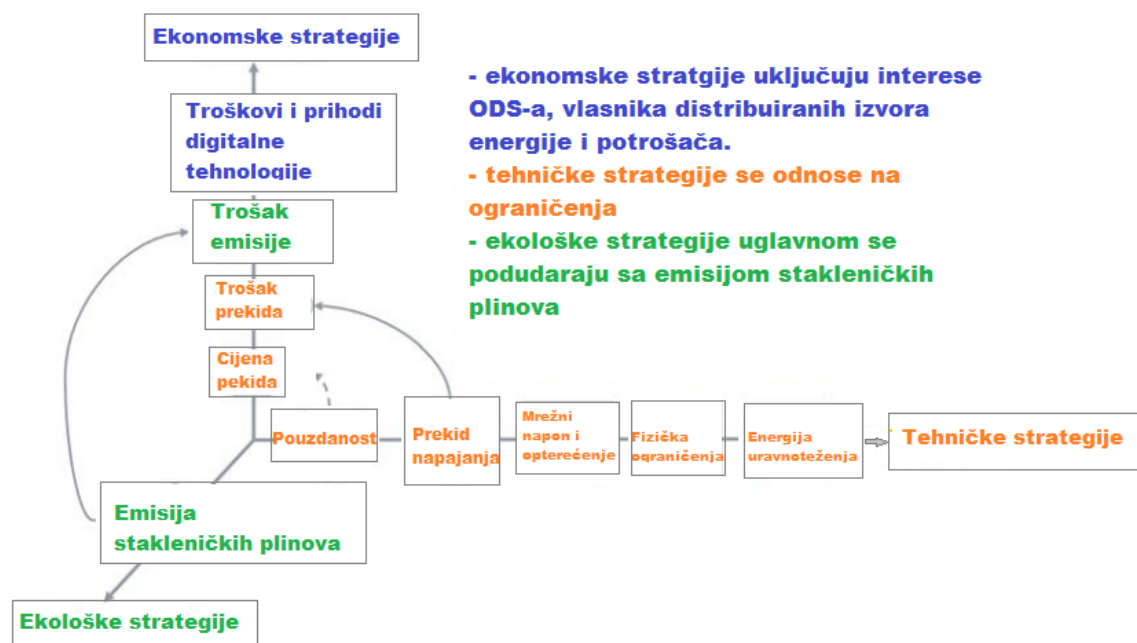 Ekonomske strategije
Troškovi i prihodi
digitalne
tehnologije
Trošak
emisije
Trošak
prekida
Cijena
pekida
- ekonomske stratgije uključuju interese
ODS-a, vlasnika distribuiranih izvora
energije i potrošača.
- tehničke strategije se odnose na
ograničenja
- ekološke strategije uglavnom se
podudaraju sa emisijom stakleničkih
plinova
Pouzdanost
Prekid
napajanja
Mrežni
napon i
opterećenje
Fizička
ograničenja
Energija
uravnoteženja
Tehničke strategije
Emisija
stakleničkih plinova
Ekološke strategije